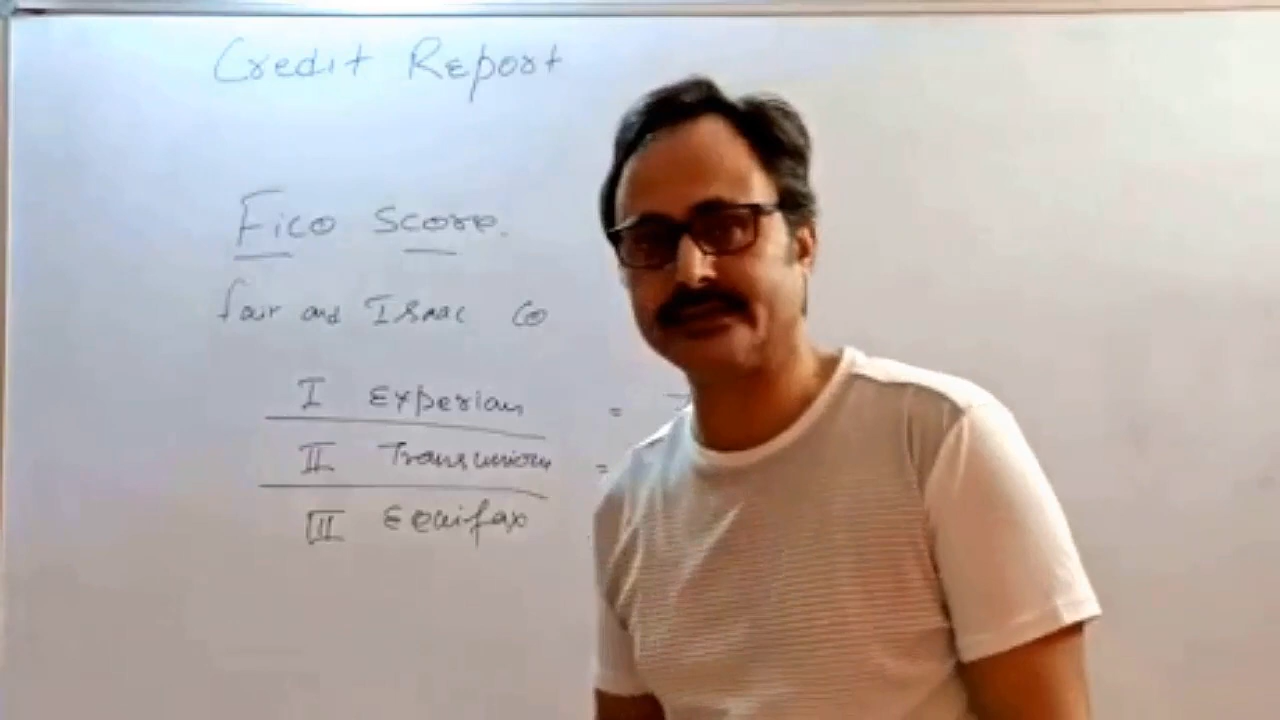 Credit Report
Fico Score.
fair and Isaac Co
I Experian =
II Transunion =
III Equifax